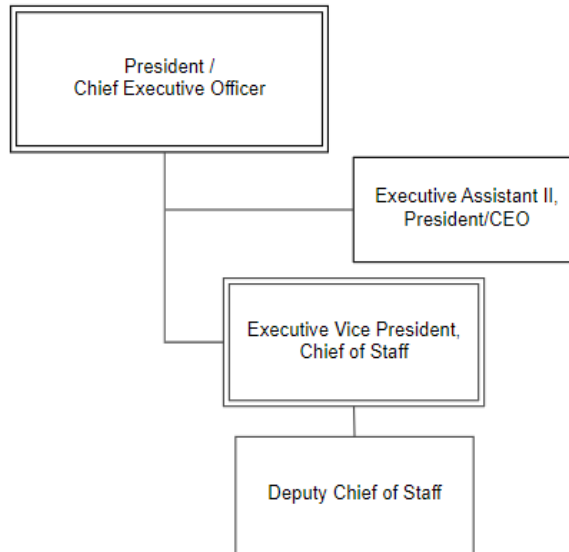 President /
Chief Executive Officer
Executive Assistant II,
President/CEO
Executive Vice President,
Chief of Staff
Deputy Chief of Staff